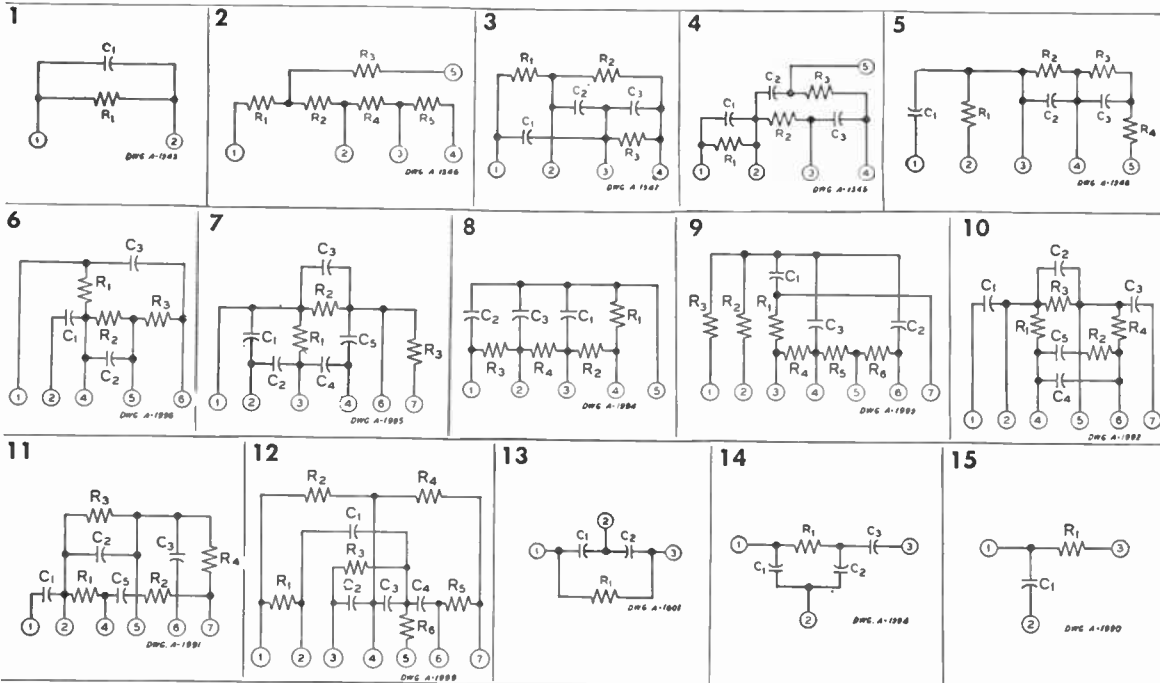 1
C1
R1
1 2
DWG A-1545
2
R3
5
R1 R2 R4 R5
1 2 3 4
DWG A 1546
3
R1 R2
C2 C3
C1
R3
1 2 3 4
DWG A 1547
4
5
C2 R3
C1
R2 C3
R1
1 2 3 4
5
R2 R3
C1 R1 C2 C3 R4
1 2 3 4 5
DWG A-1548
6
C3
R1
R3
C1 R2
C2
1 2 4 5 6
DWG A-1996
7
C3
R2
C1 R1 C5 R3
C2 C4
1 2 3 4 6 7
DWG A-1995
8
C2 C3 C1 R1
R3 R4 R2
1 2 3 4 5
DWG A-1994
9
C1
R3 R2 R1
C3 C2
R4 R5 R6
1 2 3 4 5 6 7
DWG A-1993
10
C2
C1 R3 C3
R1 C5 R2 R4
C4
1 2 4 5 6 7
DWG A-1992
11
R3
C2 C3 R4
C1 R1 C5 R2
1 2 4 5 6 7
DWG. A-1991
12
R2 R4
C1
R3
R1 C2 C3 C4 R5
R6
1 2 3 4 5 6 7
DWG A-1999
13
2
1 C1 C2 3
R1
14
R1 C3
1 3
C1 C2
2
DWG A-1998
15
1 R1 3
C1
2
DWG A-1990